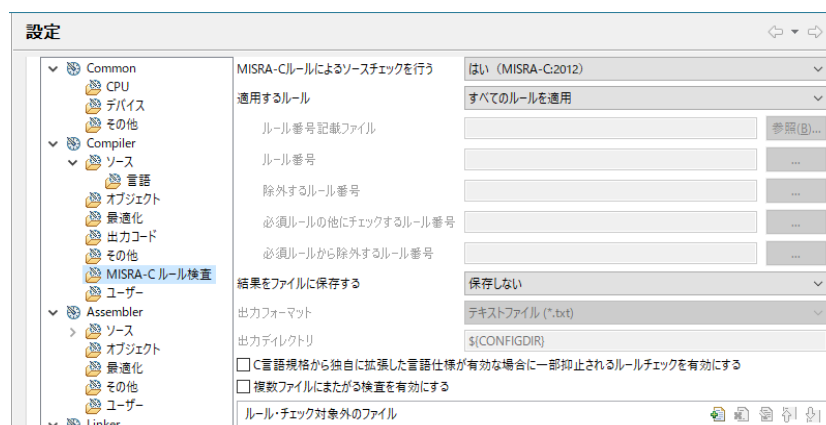 設定
Common
CPU
デバイス
その他
Compiler
ソース
言語
オブジェクト
最適化
出力コード
その他
MISRA-C ルール検査
ユーザー
Assembler
ソース
オブジェクト
最適化
その他
ユーザー
Linker
MISRA-Cルールによるソースチェックを行う
はい（MISRA-C:2012）
適用するルール
すべてのルールを適用
ルール番号記載ファイル
参照(B)...
ルール番号
...
除外するルール番号
...
必須ルールの他にチェックするルール番号
...
必須ルールから除外するルール番号
...
結果をファイルに保存する
保存しない
出力フォーマット
テキストファイル (*.txt)
出力ディレクトリ
${CONFIGDIR}
C言語規格から独自に拡張した言語仕様が有効な場合に一部抑止されるルールチェックを有効にする
複数ファイルにまたがる検査を有効にする
ルール・チェック対象外のファイル